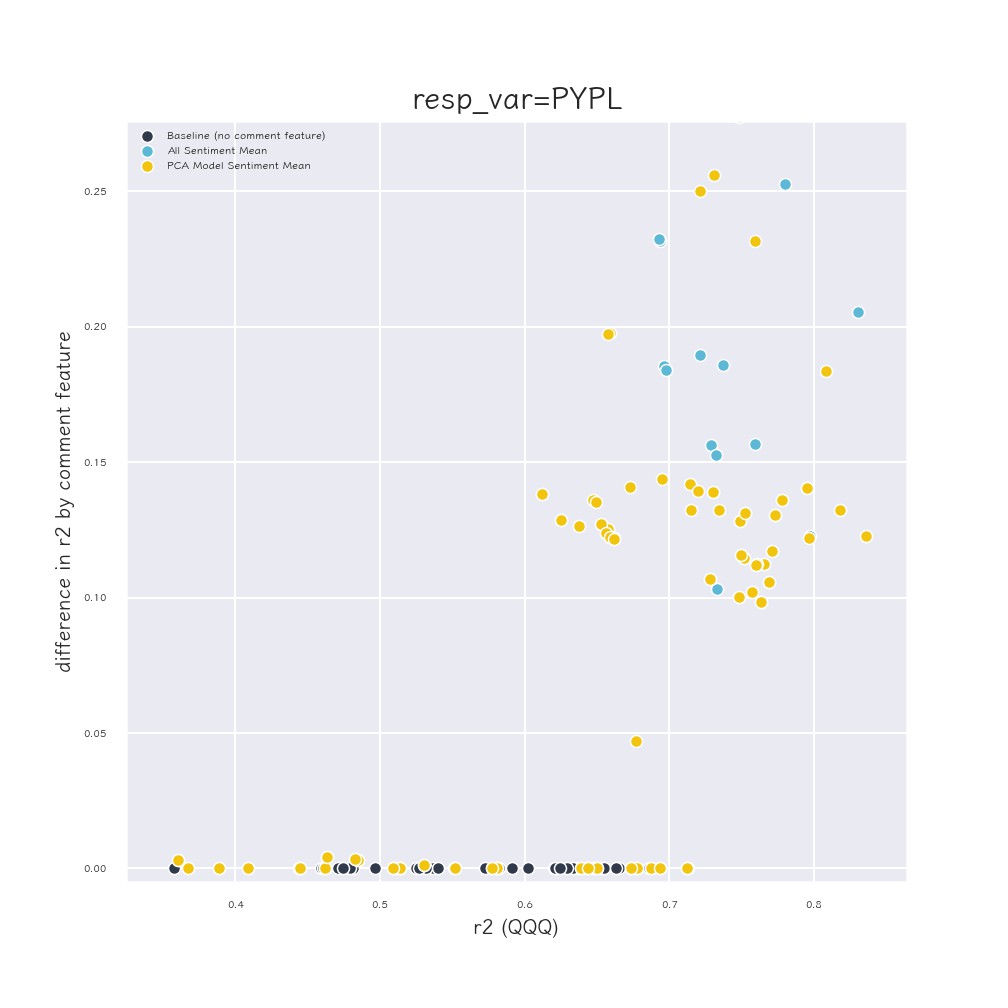 resp_var=PYPL
Baseline (no comment feature)
All Sentiment Mean
PCA Model Sentiment Mean
0.25
0.20
0.15
0.10
0.05
0.00
difference in r2 by comment feature
0.4 0.5 0.6 0.7 0.8
r2 (QQQ)